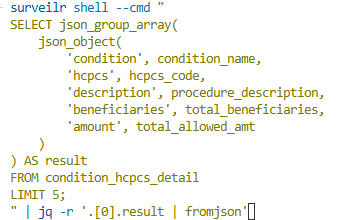 surveilr shell --cmd "
SELECT json_group_array(
    json_object(
        'condition', condition_name,
        'hcpcs', hcpcs_code,
        'description', procedure_description,
        'beneficiaries', total_beneficiaries,
        'amount', total_allowed_amt
    )
) AS result
FROM condition_hcpcs_detail
LIMIT 5;
" | jq -r '.[0].result | fromjson'